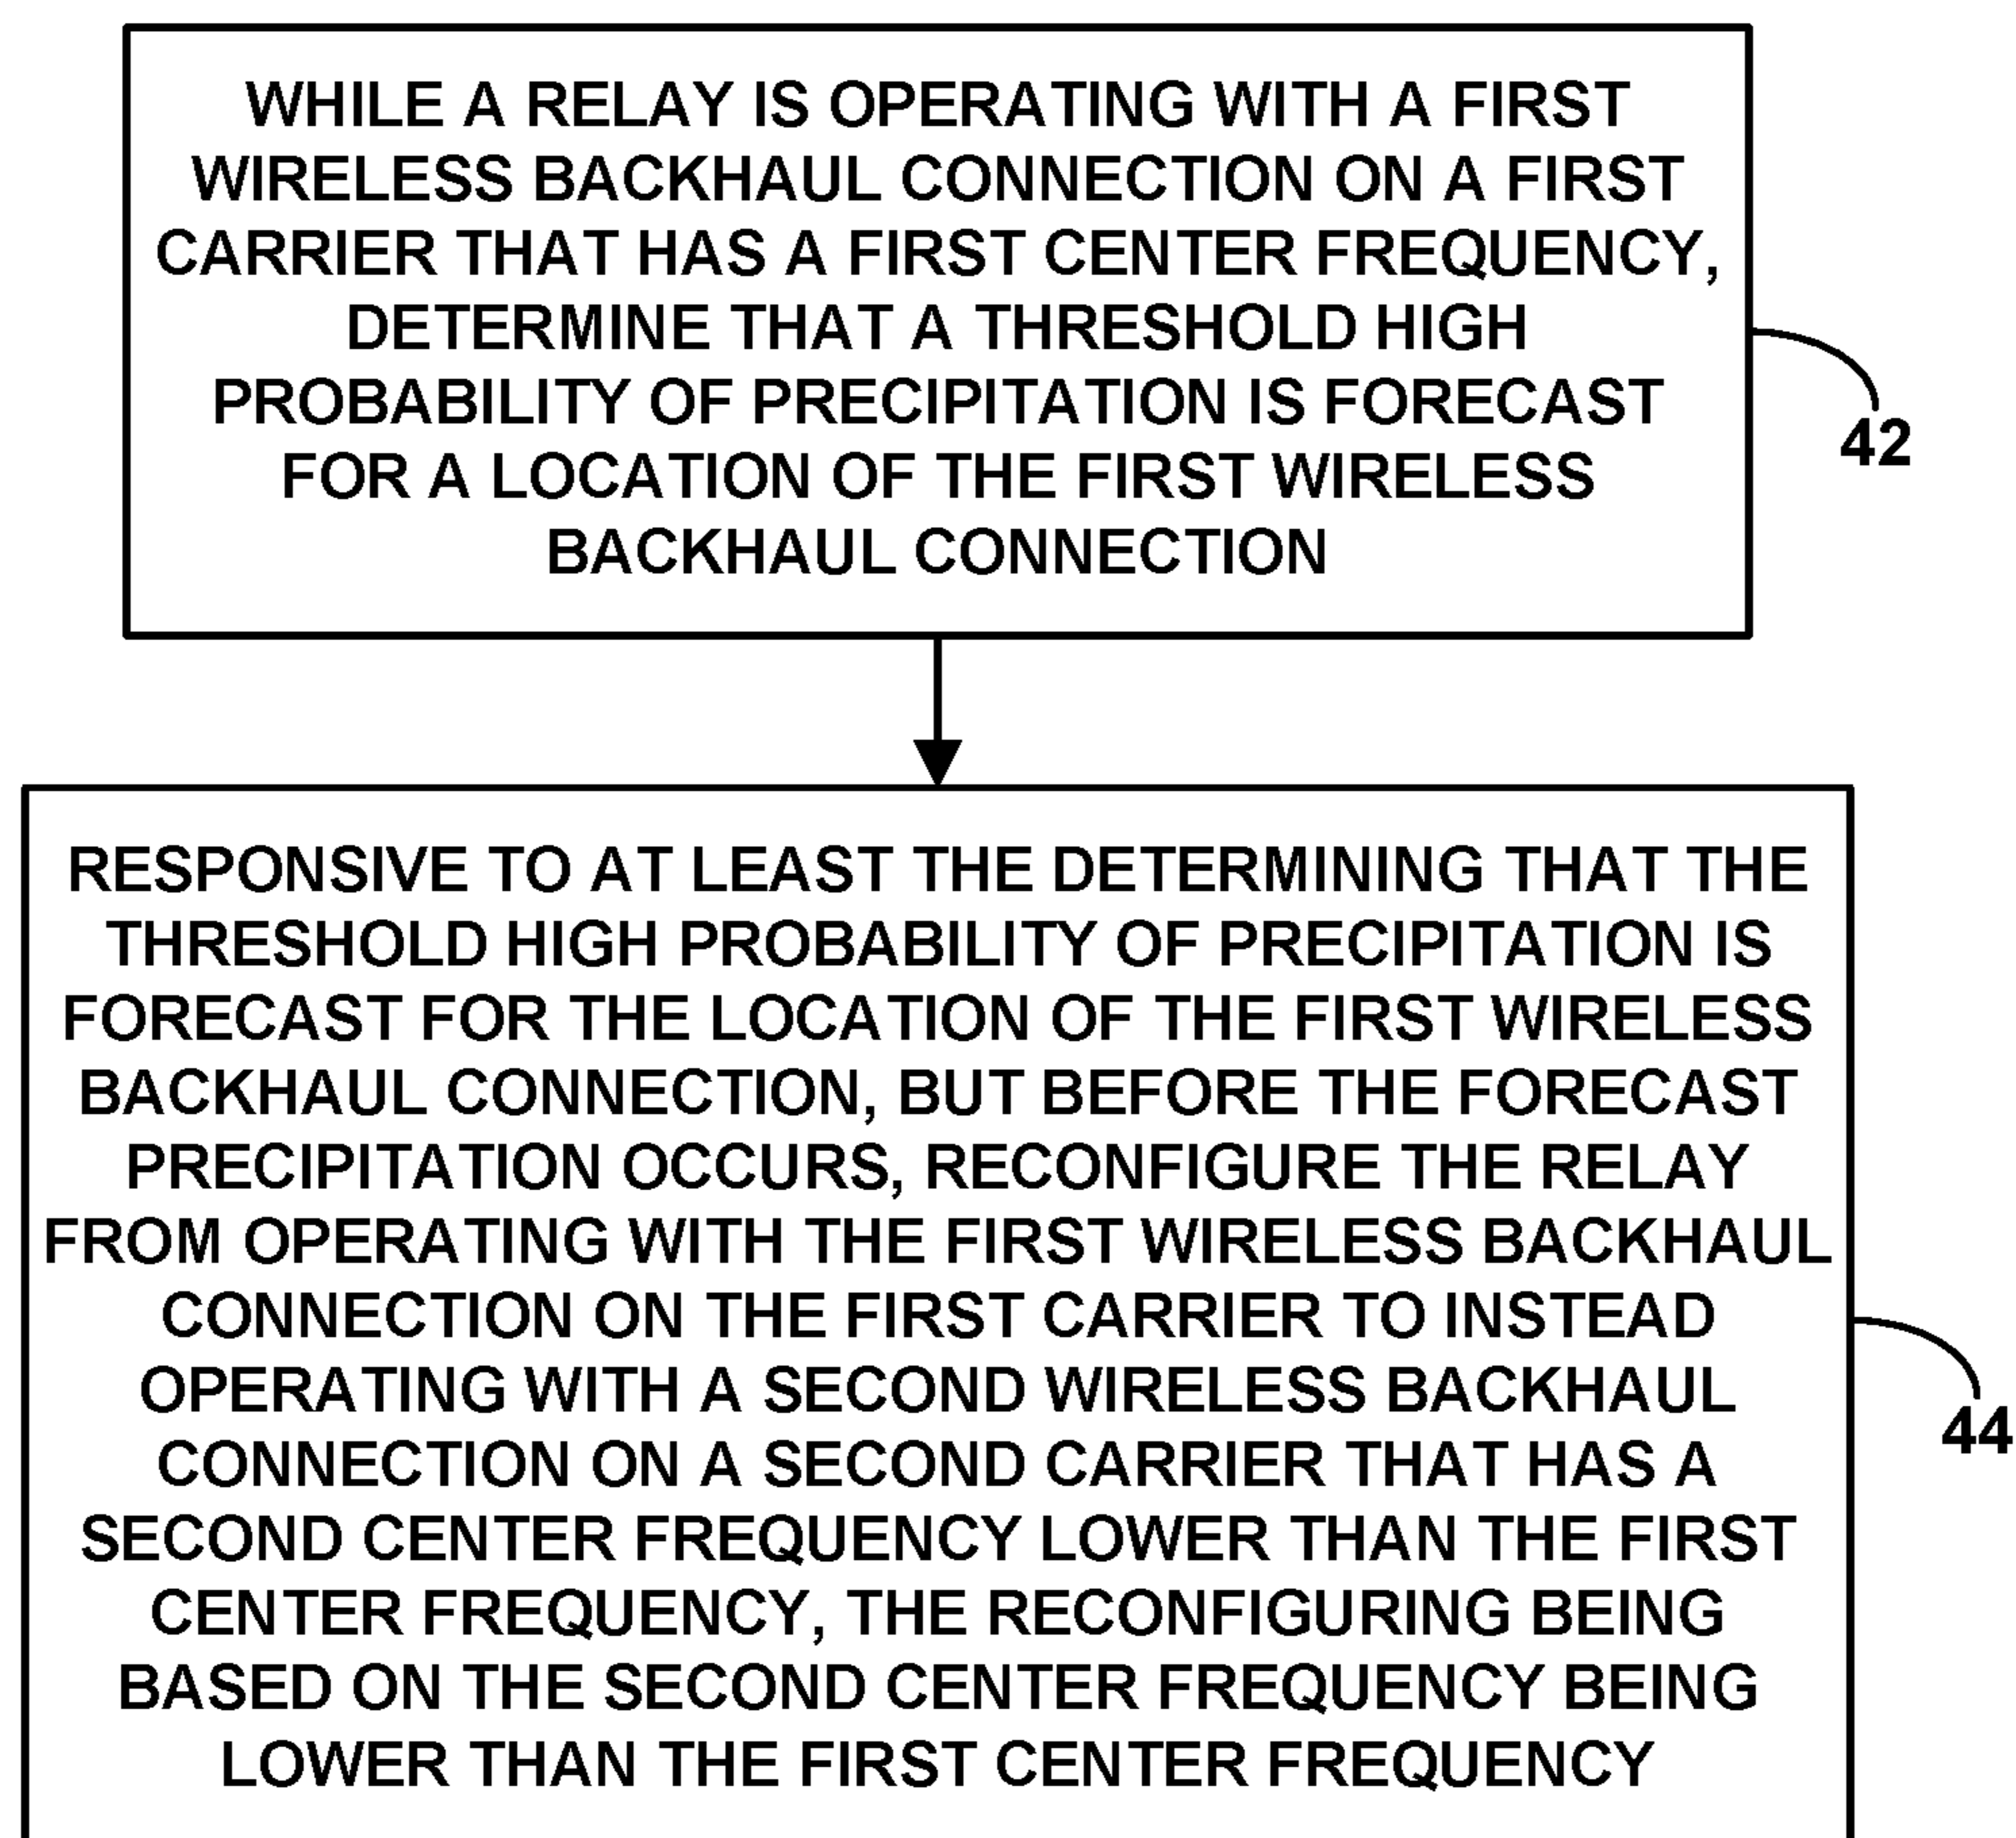 WHILE A RELAY IS OPERATING WITH A FIRST
WIRELESS BACKHAUL CONNECTION ON A FIRST
CARRIER THAT HAS A FIRST CENTER FREQUENCY,
DETERMINE THAT A THRESHOLD HIGH
PROBABILITY OF PRECIPITATION IS FORECAST
FOR A LOCATION OF THE FIRST WIRELESS
BACKHAUL CONNECTION
42
RESPONSIVE TO AT LEAST THE DETERMINING THAT THE
THRESHOLD HIGH PROBABILITY OF PRECIPITATION IS
FORECAST FOR THE LOCATION OF THE FIRST WIRELESS
BACKHAUL CONNECTION, BUT BEFORE THE FORECAST
PRECIPITATION OCCURS, RECONFIGURE THE RELAY
FROM OPERATING WITH THE FIRST WIRELESS BACKHAUL
CONNECTION ON THE FIRST CARRIER TO INSTEAD
OPERATING WITH A SECOND WIRELESS BACKHAUL
CONNECTION ON A SECOND CARRIER THAT HAS A
SECOND CENTER FREQUENCY LOWER THAN THE FIRST
CENTER FREQUENCY, THE RECONFIGURING BEING
BASED ON THE SECOND CENTER FREQUENCY BEING
LOWER THAN THE FIRST CENTER FREQUENCY
44